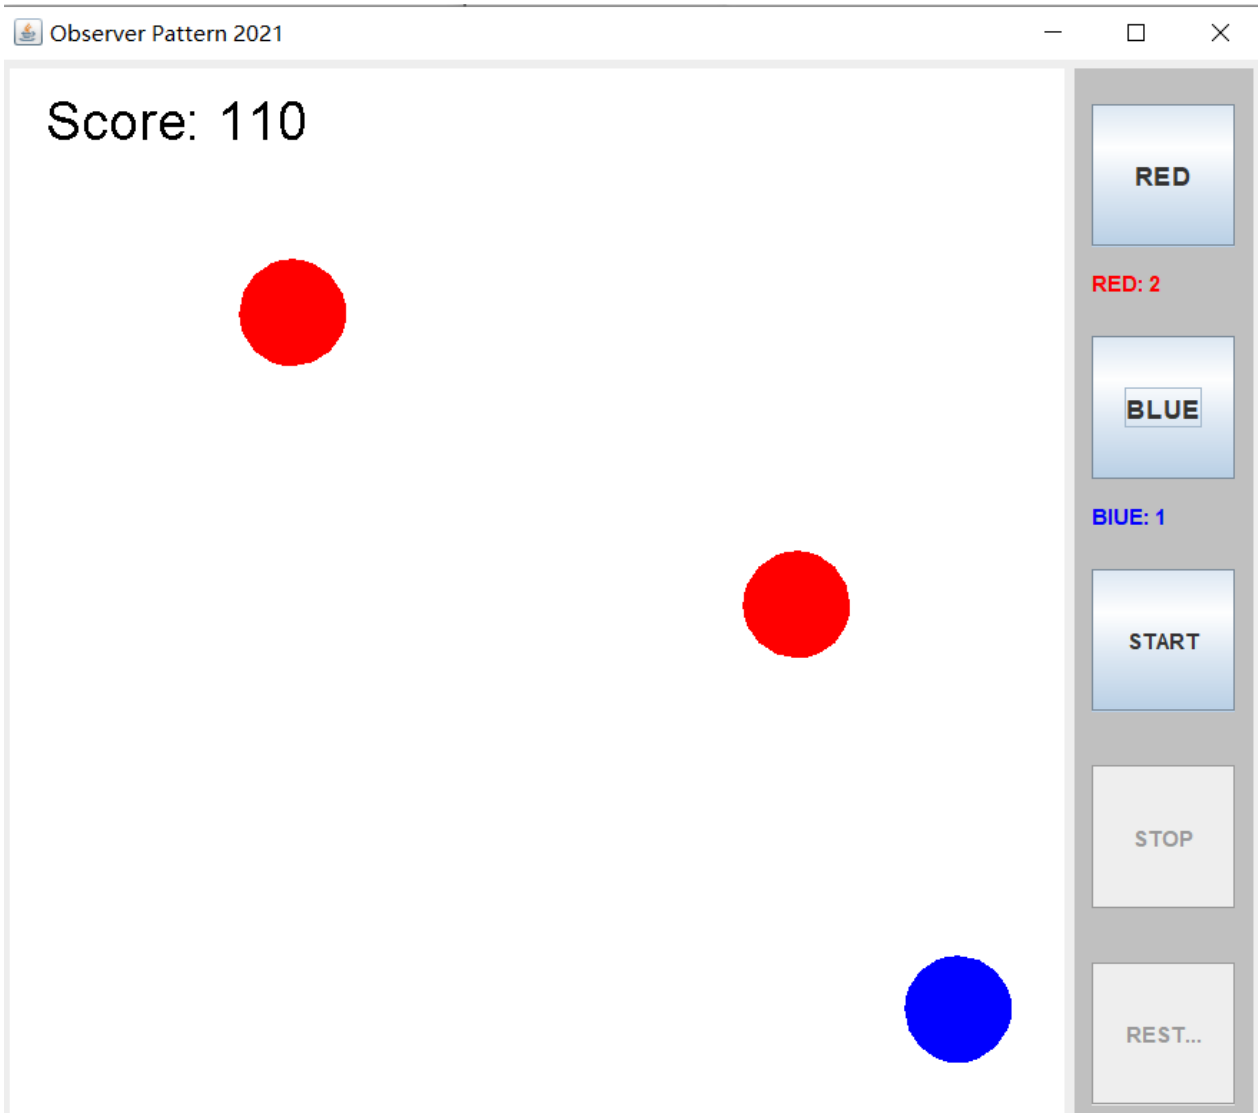 Observer Pattern 2021
Score: 110
RED
RED: 2
BLUE
BIUE: 1
START
STOP
REST...